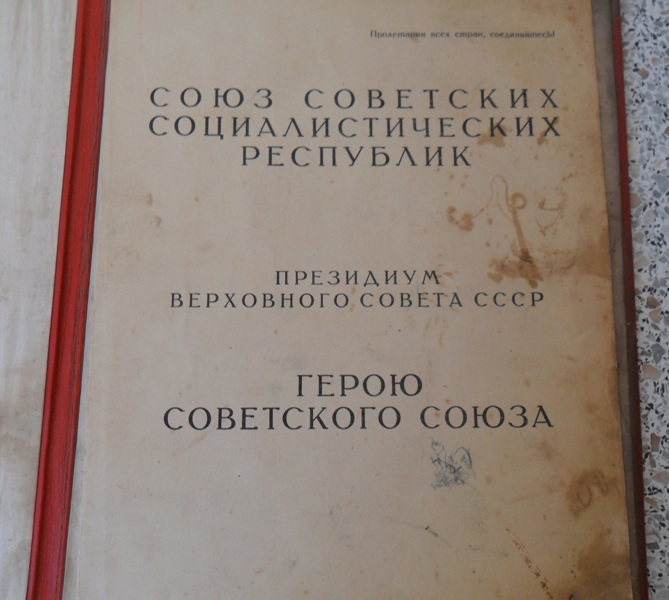 Пролетарии всех стран, соединяйтесь!
СОЮЗ СОВЕТСКИХ
СОЦИАЛИСТИЧЕСКИХ
РЕСПУБЛИК
ПРЕЗИДИУМ
ВЕРХОВНОГО СОВЕТА СССР
ГЕРОЮ
СОВЕТСКОГО СОЮЗА